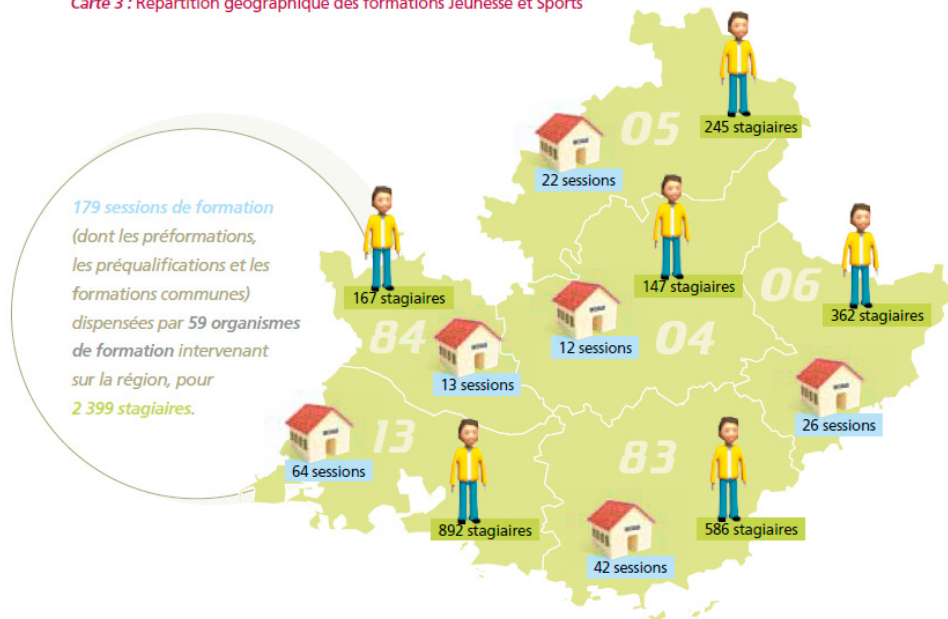 Carte 3 : Répartition géographique des formations Jeunesse et Sports
05
245 stagiaires
22 sessions
179 sessions de formation
(dont les préformations,
les préqualifications et les
formations communes)
dispensées par 59 organismes
de formation intervenant
sur la région, pour
2 399 stagiaires.
167 stagiaires
147 stagiaires
06
362 stagiaires
84
12 sessions
04
13 sessions
26 sessions
13
64 sessions
83
892 stagiaires
586 stagiaires
42 sessions